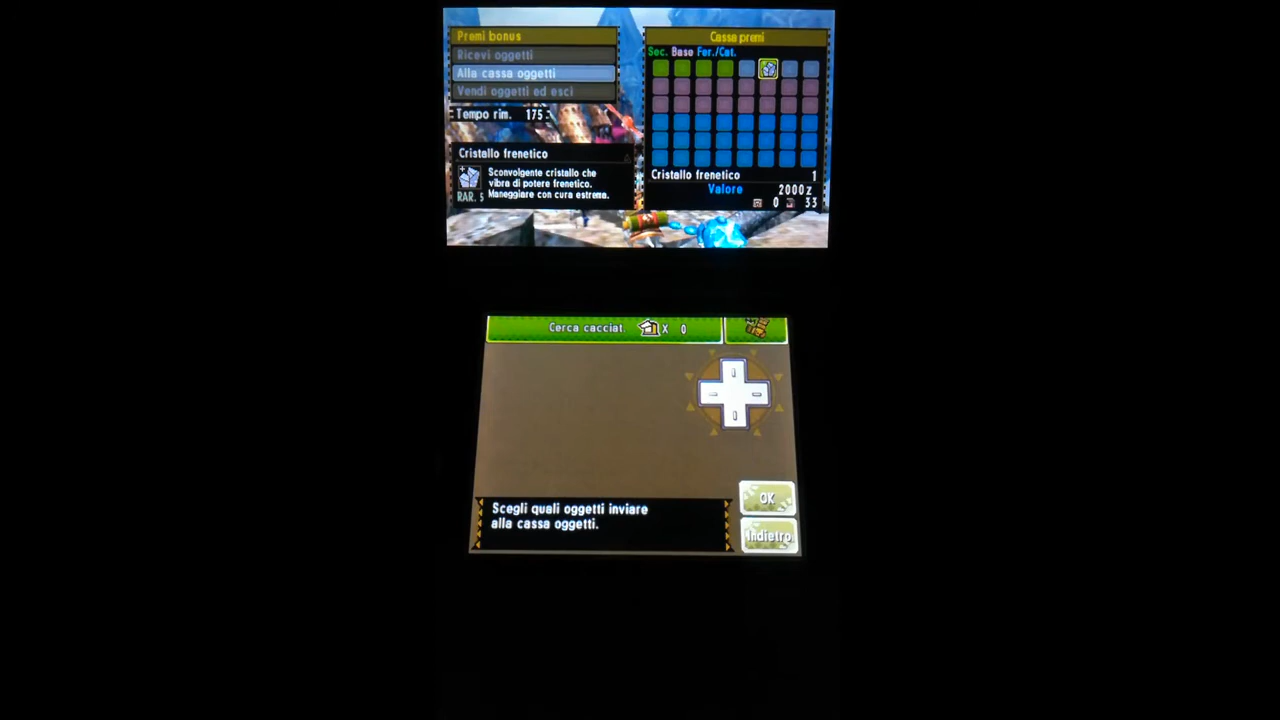 Premi bonus
Ricevi oggetti
Alla cassa oggetti
Vendi oggetti ed esci
Tempo rim. 175
Cristallo frenetico
Sconvolgente cristallo che
vibra di potere frenetico.
Maneggiare con cura estrema.
RAR. 5
Cassa premi
Sec. Base Fer./Cat.
Cristallo frenetico 1
Valore 2000z
0 33
Cerca cacciat. X 0
Scegli quali oggetti inviare
alla cassa oggetti.
OK
Indietro